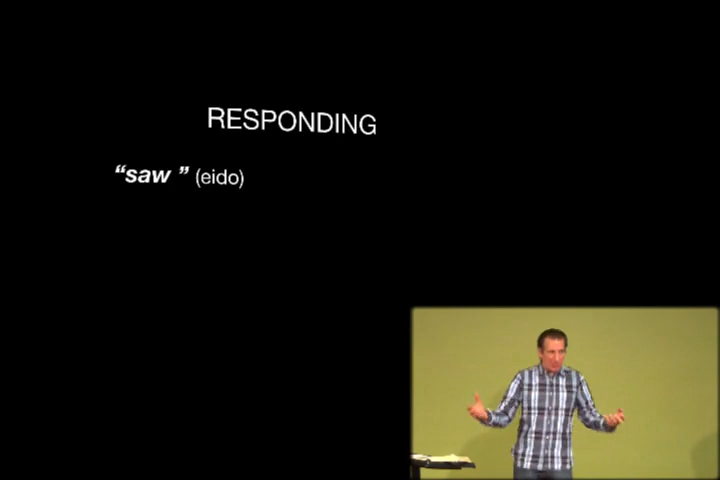 RESPONDING
“saw ” (eido)